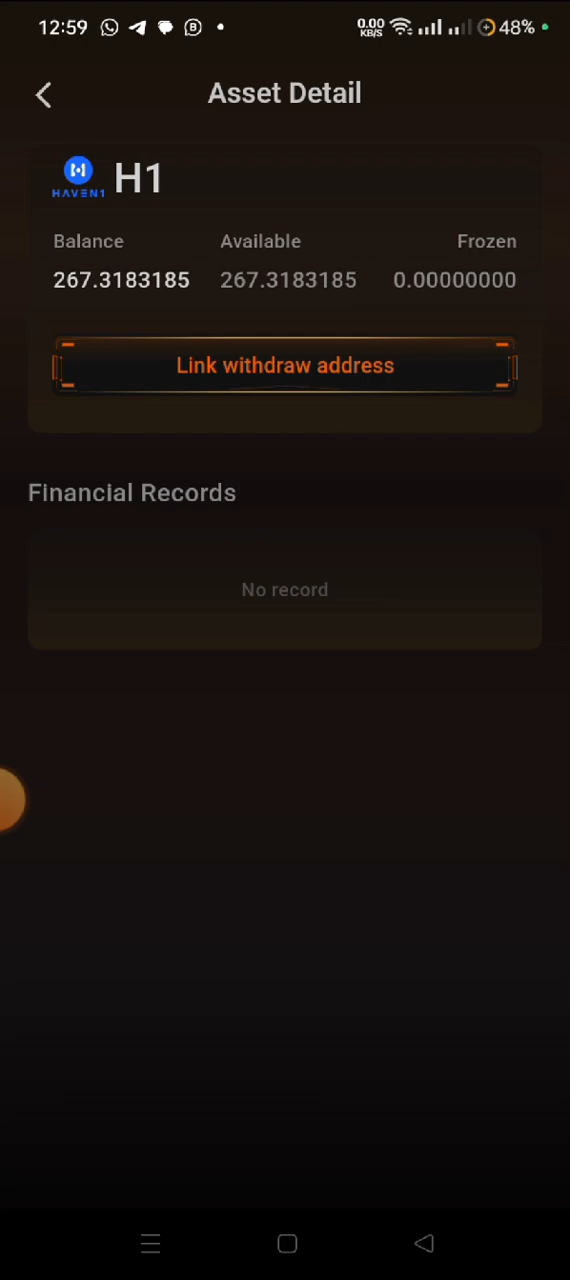 12:59
0.00 KB/S
48%
Asset Detail
HAVEN1
H1
Balance Available Frozen
267.3183185 267.3183185 0.00000000
Link withdraw address
Financial Records
No record